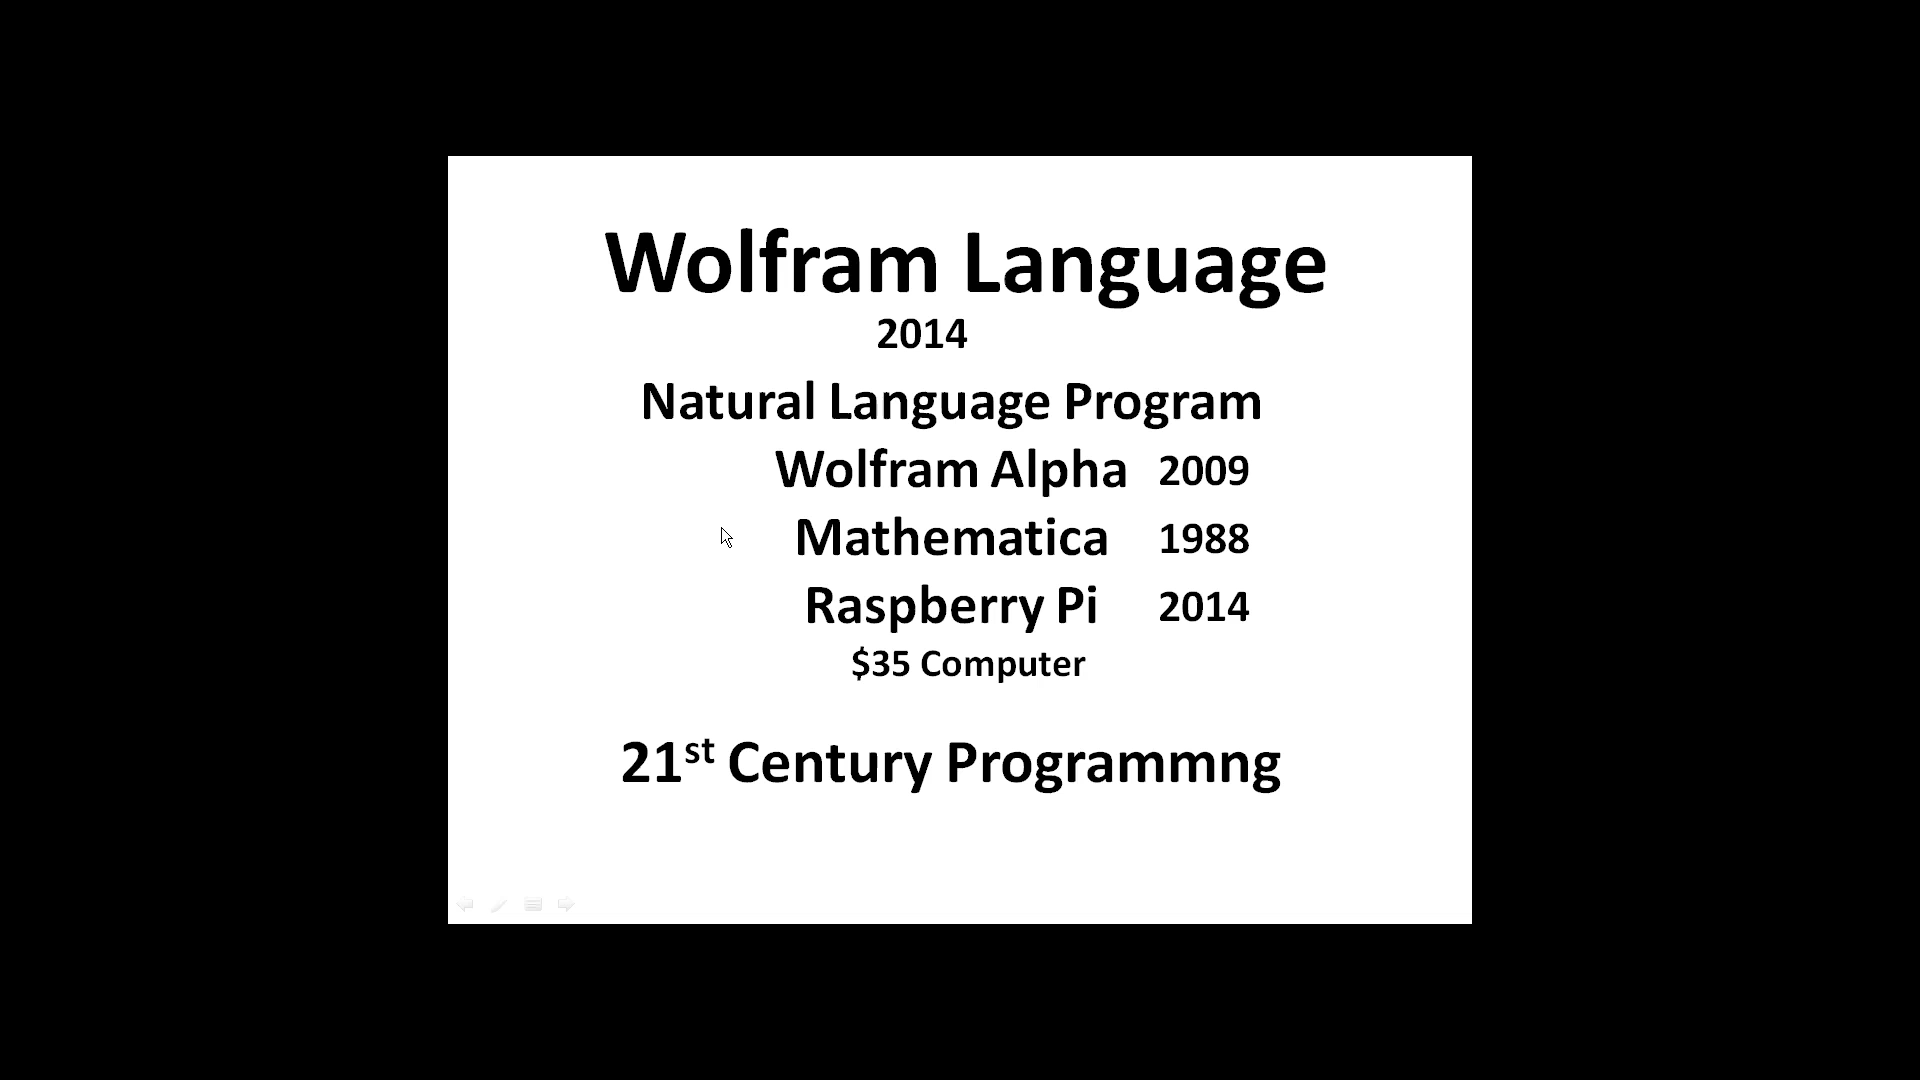 Wolfram Language
2014
Natural Language Program
Wolfram Alpha 2009
Mathematica 1988
Raspberry Pi 2014
$35 Computer
21st Century Programmng